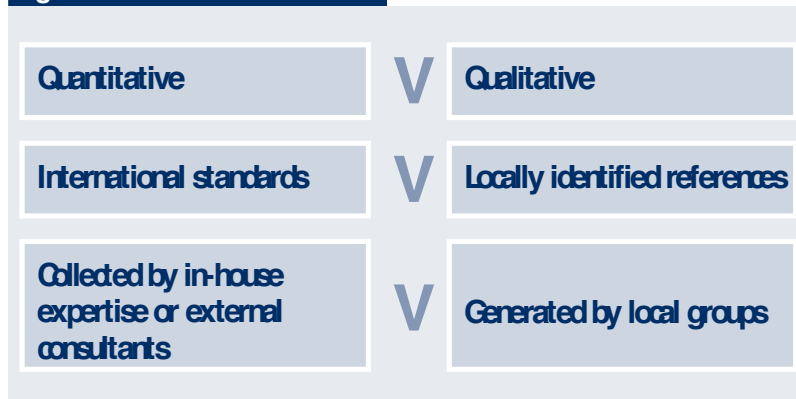 Quantitative V Qualitative
International standards V Locally identified references
Collected by in-house
expertise or external
consultants
V
Generated by local groups